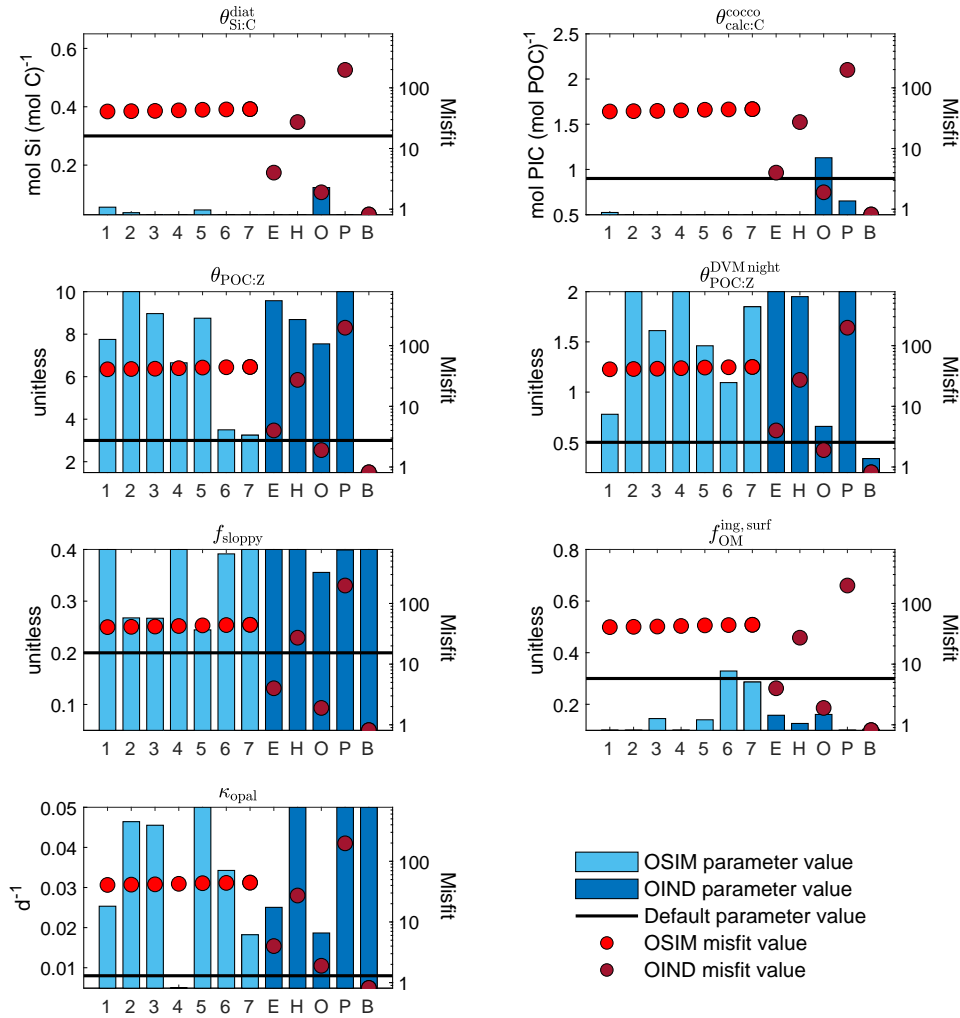 θ_Si:C^diat
θ_calc:C^cocco
mol Si (mol C)^-1
0.6
0.4
0.2
100
10
1
Misfit
1 2 3 4 5 6 7 E H O P B
mol PIC (mol POC)^-1
2.5
2
1.5
1
0.5
100
10
1
Misfit
1 2 3 4 5 6 7 E H O P B
θ_POC:Z
θ_POC:Z^DVM night
unitless
10
8
6
4
2
100
10
1
Misfit
1 2 3 4 5 6 7 E H O P B
unitless
2
1.5
1
0.5
100
10
1
Misfit
1 2 3 4 5 6 7 E H O P B
f_sloppy
f_OM^ing, surf
unitless
0.4
0.3
0.2
0.1
100
10
1
Misfit
1 2 3 4 5 6 7 E H O P B
unitless
0.8
0.6
0.4
0.2
100
10
1
Misfit
1 2 3 4 5 6 7 E H O P B
κ_opal
d^-1
0.05
0.04
0.03
0.02
0.01
100
10
1
Misfit
1 2 3 4 5 6 7 E H O P B
OSIM parameter value
OIND parameter value
Default parameter value
OSIM misfit value
OIND misfit value